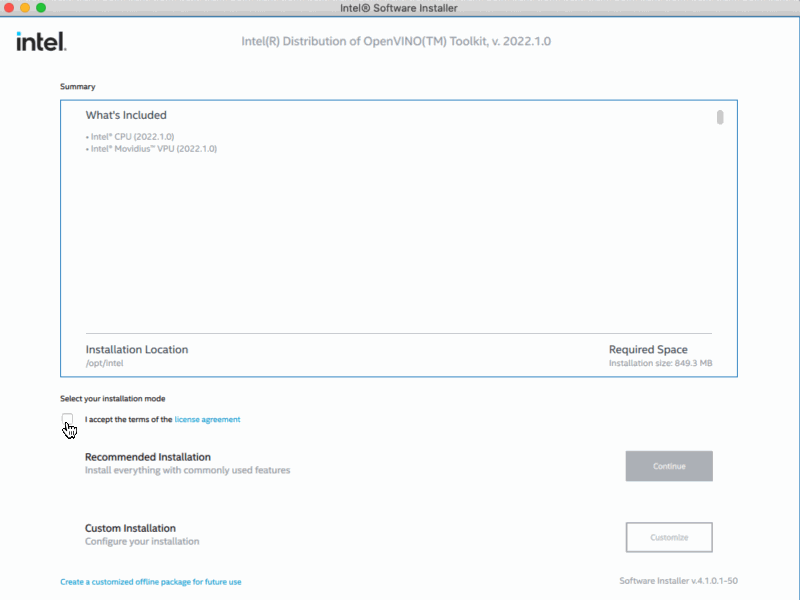 Intel® Software Installer
intel.
Intel(R) Distribution of OpenVINO(TM) Toolkit, v. 2022.1.0
Summary
What's Included
• Intel® CPU (2022.1.0)
• Intel® Movidius™ VPU (2022.1.0)
Installation Location
/opt/intel
Required Space
Installation size: 849.3 MB
Select your installation mode
I accept the terms of the license agreement
Recommended Installation
Install everything with commonly used features
Continue
Custom Installation
Configure your installation
Customize
Create a customized offline package for future use
Software Installer v.4.1.0.1-50